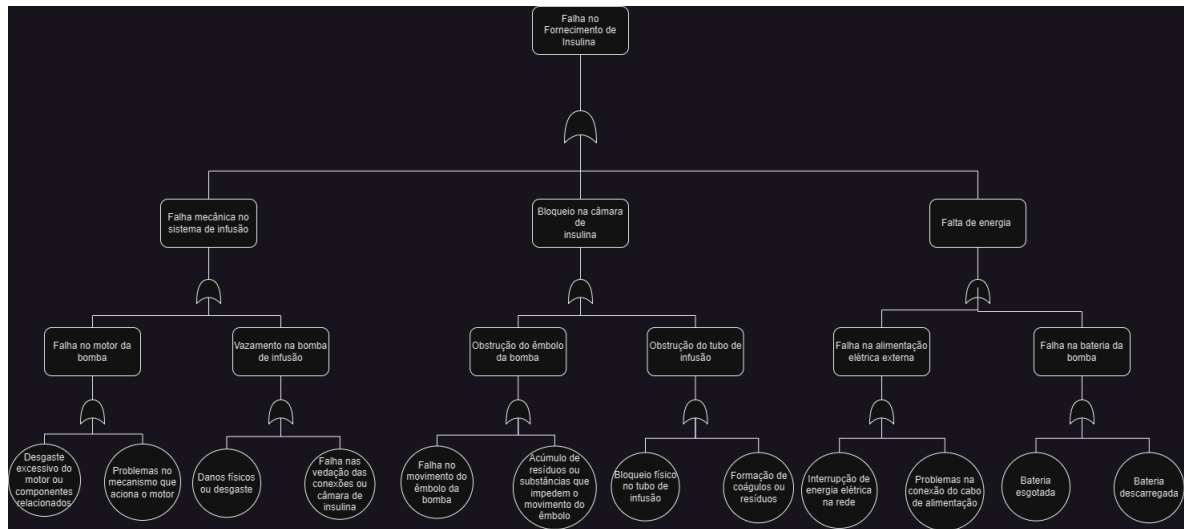 Falha no
Fornecimento de
Insulina
Falha mecânica no
sistema de infusão
Bloqueio na câmara
de
insulina
Falta de energia
Falha no motor da
bomba
Vazamento na bomba
de infusão
Obstrução do êmbolo
da bomba
Obstrução do tubo de
infusão
Falha na alimentação
elétrica externa
Falha na bateria da
bomba
Desgaste
excessivo do
motor ou
componentes
relacionados
Problemas no
mecanismo que
aciona o motor
Danos físicos
ou desgaste
Falha nas
vedação das
conexões ou
câmara de
insulina
Falha no
movimento do
êmbolo da
bomba
Acúmulo de
resíduos ou
substâncias que
impedem o
movimento do
êmbolo
Bloqueio físico
no tubo de
infusão
Formação de
coágulos ou
resíduos
Interrupção de
energia elétrica
na rede
Problemas na
conexão do cabo
de alimentação
Bateria
esgotada
Bateria
descarregada